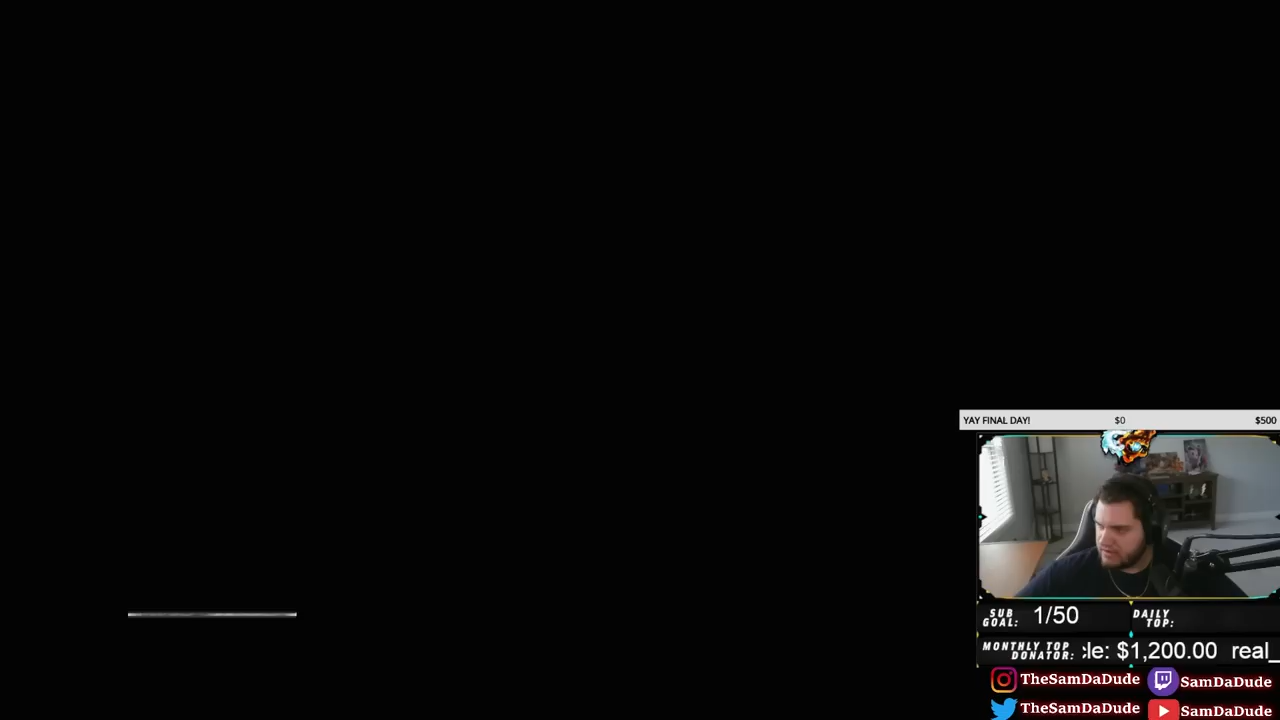 YAY FINAL DAY! $0 $500
SUB GOAL: 1/50 DAILY TOP:
MONTHLY TOP DONATOR: le: $1,200.00 real_
TheSamDaDude SamDaDude
TheSamDaDude SamDaDude